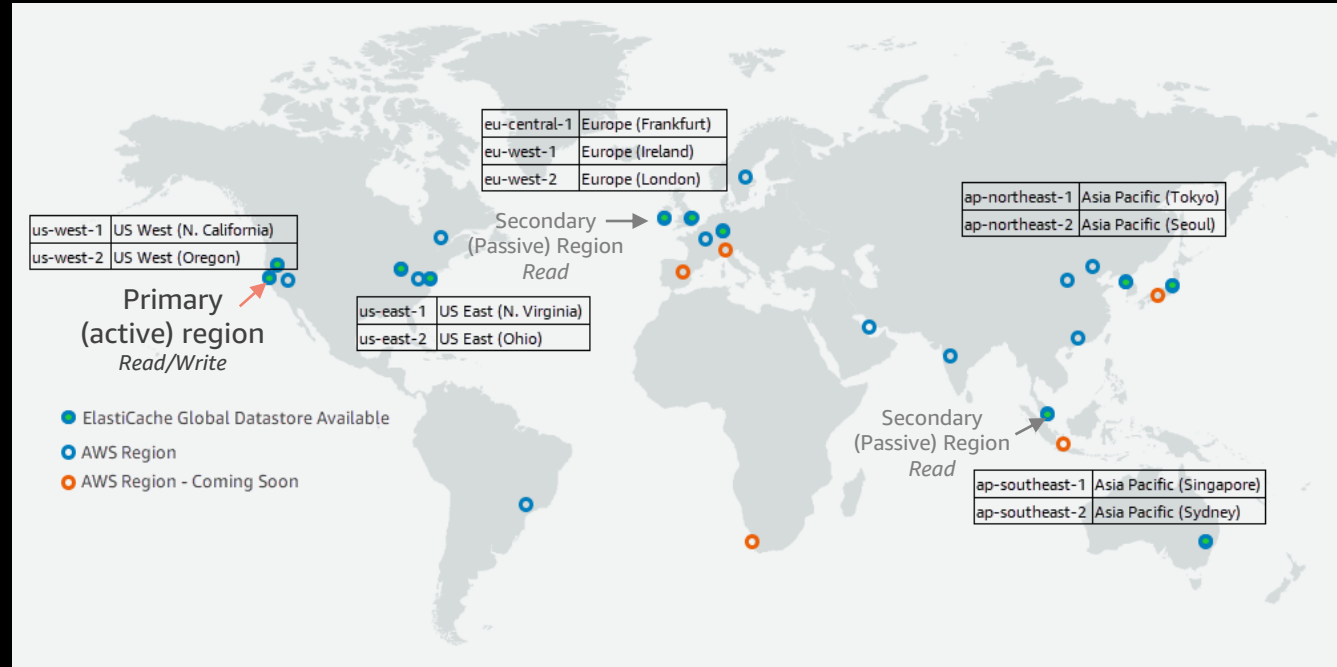 eu-central-1 Europe (Frankfurt)
eu-west-1 Europe (Ireland)
eu-west-2 Europe (London)
ap-northeast-1 Asia Pacific (Tokyo)
ap-northeast-2 Asia Pacific (Seoul)
us-west-1 US West (N. California)
us-west-2 US West (Oregon)
Secondary
(Passive) Region
Read
Primary
(active) region
Read/Write
us-east-1 US East (N. Virginia)
us-east-2 US East (Ohio)
ElastiCache Global Datastore Available
AWS Region
AWS Region - Coming Soon
Secondary
(Passive) Region
Read
ap-southeast-1 Asia Pacific (Singapore)
ap-southeast-2 Asia Pacific (Sydney)